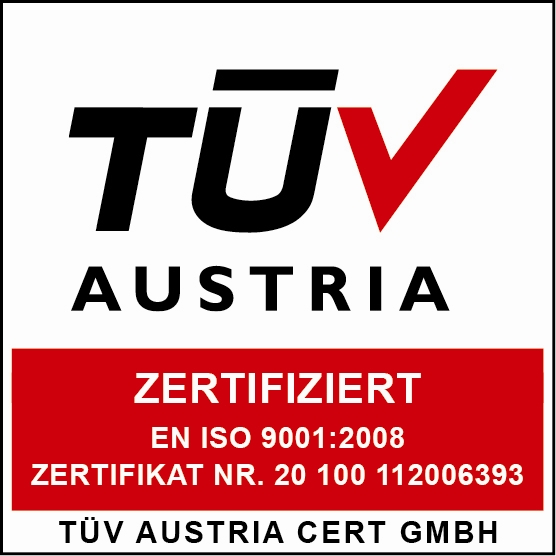 TÜV
AUSTRIA
ZERTIFIZIERT
EN ISO 9001:2008
ZERTIFIKAT NR. 20 100 112006393
TÜV AUSTRIA CERT GMBH